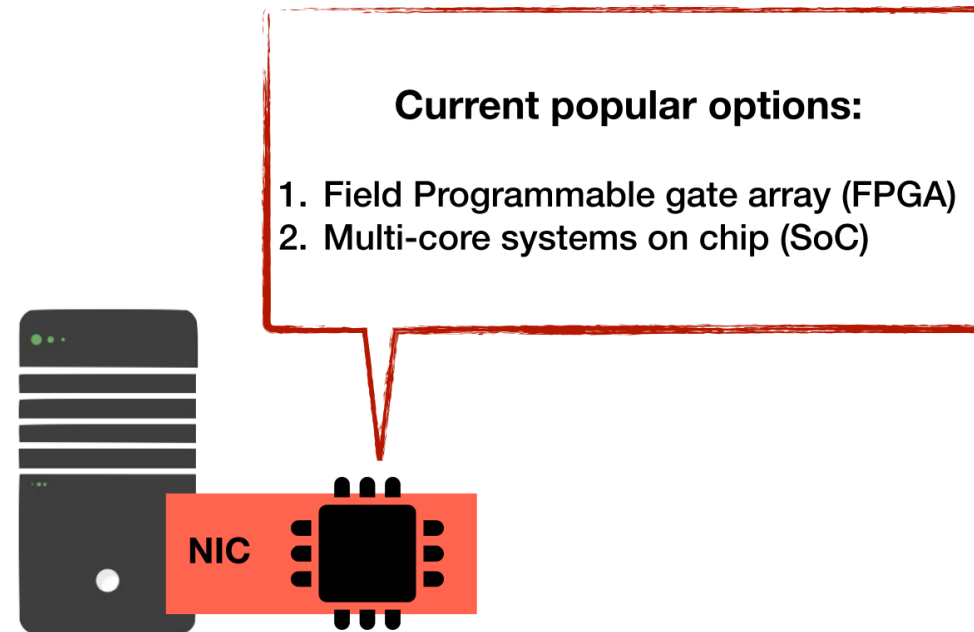 Current popular options:
1. Field Programmable gate array (FPGA)
2. Multi-core systems on chip (SoC)
NIC